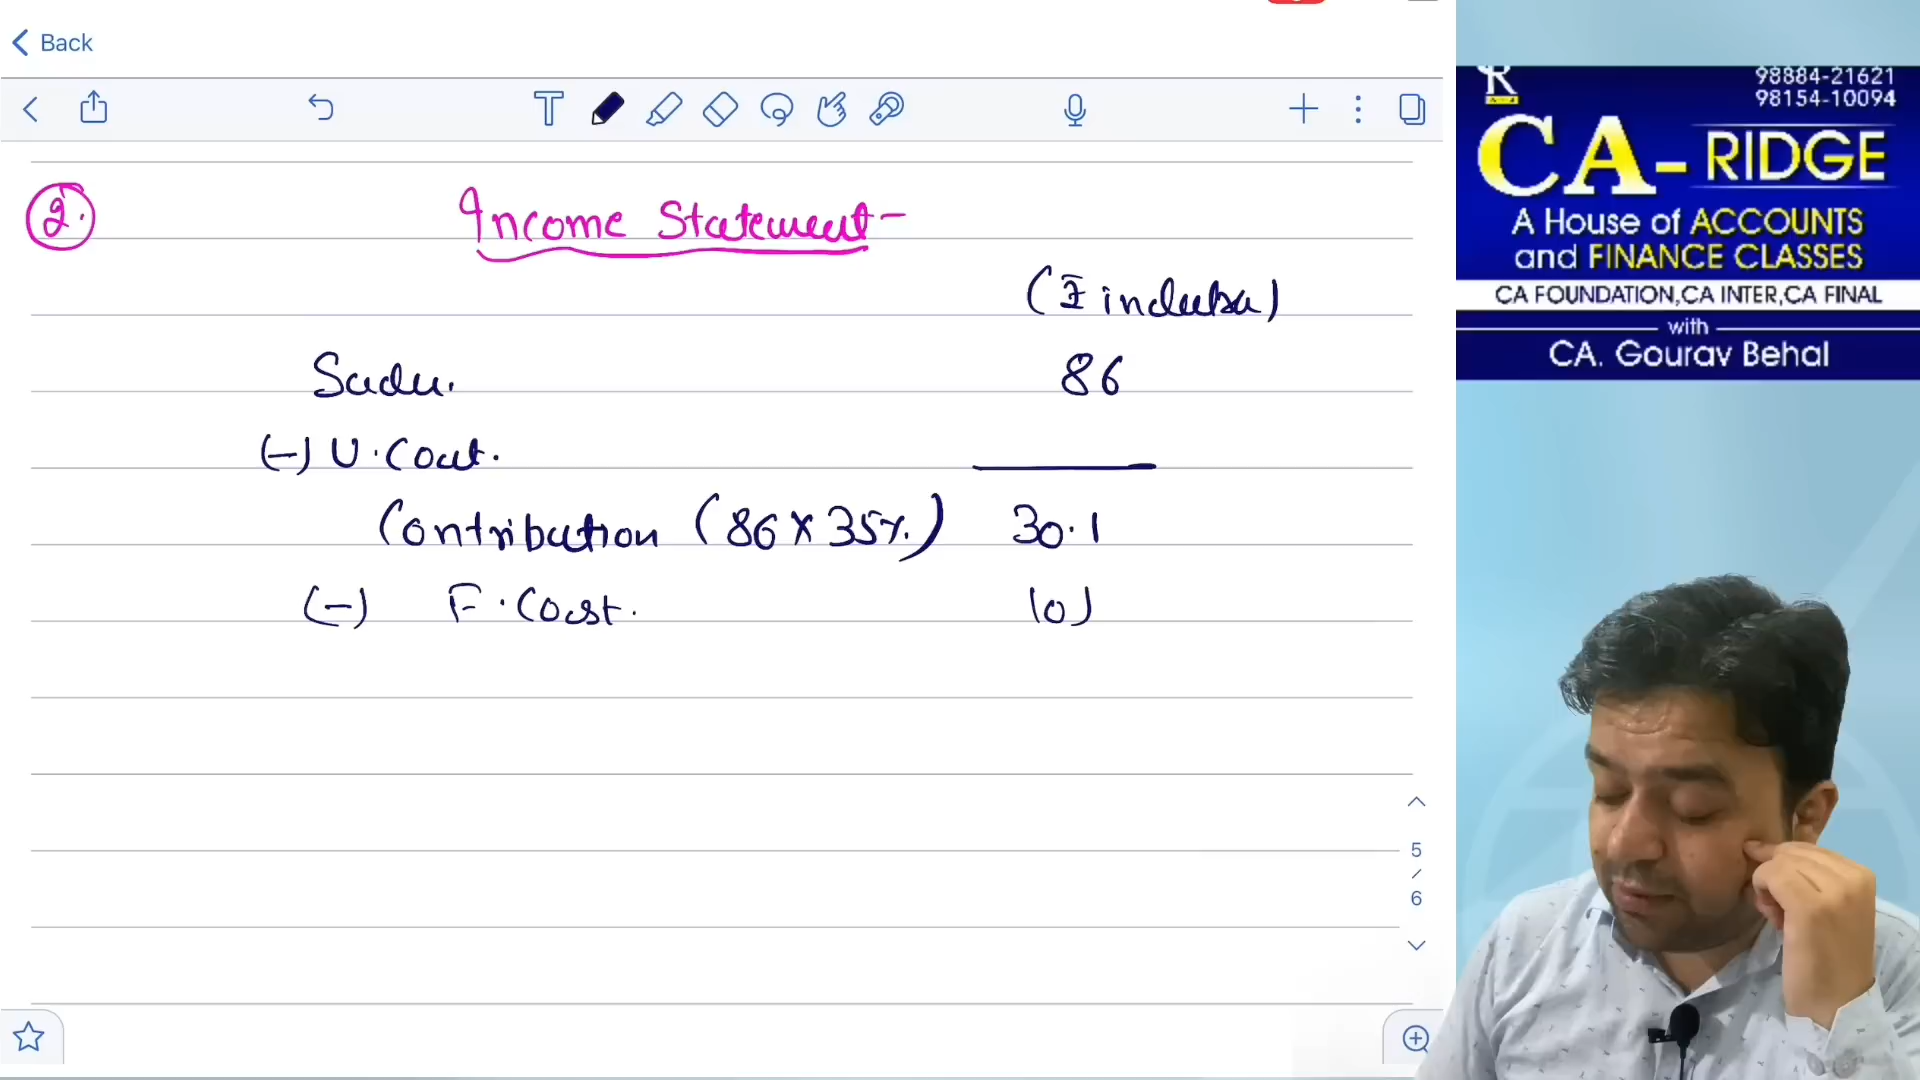 Back
2.
Income Statement-
(₹ in lakhs)
Sales.
86
(-) V.Cost.
Contribution (86 x 35%.) 30.1
(-) F.Cost. 10)
5
/
6
98884-21621
98154-10094
CA-RIDGE
A House of ACCOUNTS
and FINANCE CLASSES
CA FOUNDATION,CA INTER,CA FINAL
with
CA. Gourav Behal